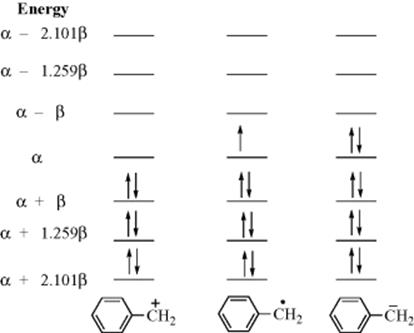 Energy
α − 2.101β
α − 1.259β
α − β
α
α + β
α + 1.259β
α + 2.101β
+
CH₂
•
CH₂
−
CH₂